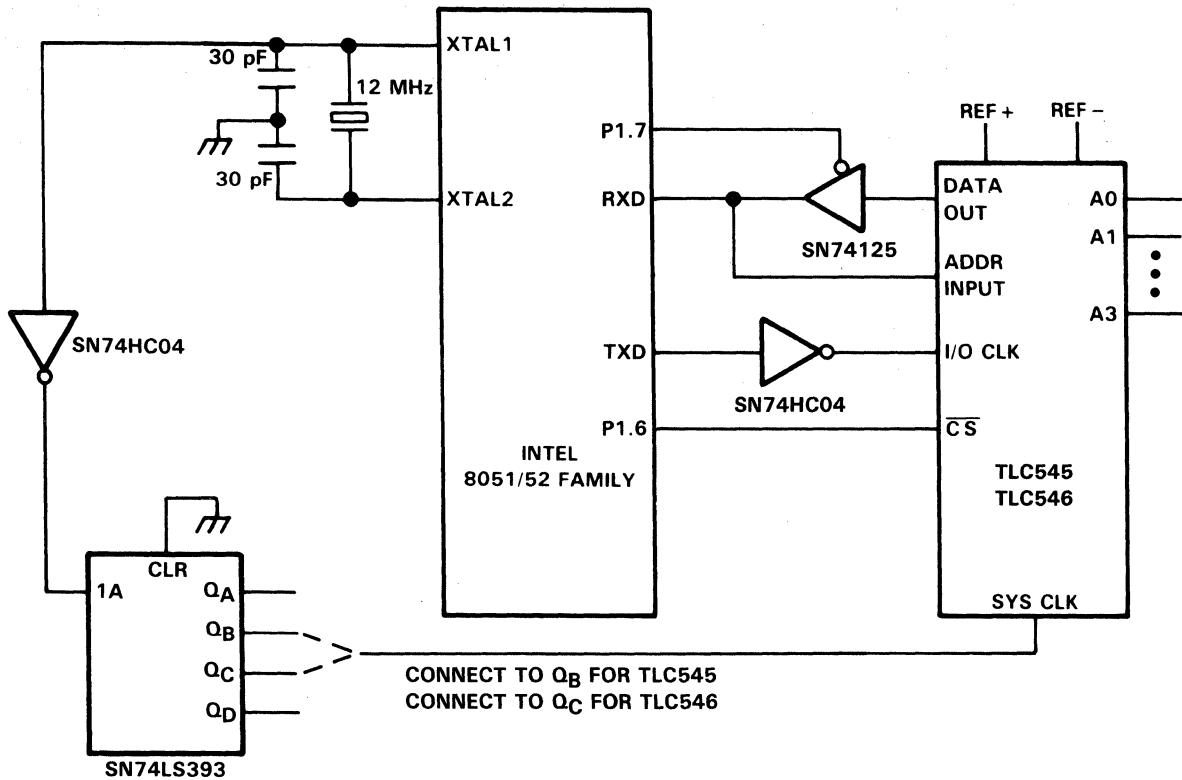 30 pF
12 MHz
30 pF
XTAL1
XTAL2
P1.7
RXD
TXD
P1.6
INTEL
8051/52 FAMILY
SN74125
SN74HC04
REF +
REF −
DATA
OUT
ADDR
INPUT
I/O CLK
CS
A0
A1
A3
TLC545
TLC546
SYS CLK
SN74HC04
CLR
1A
QA
QB
QC
QD
SN74LS393
CONNECT TO QB FOR TLC545
CONNECT TO QC FOR TLC546